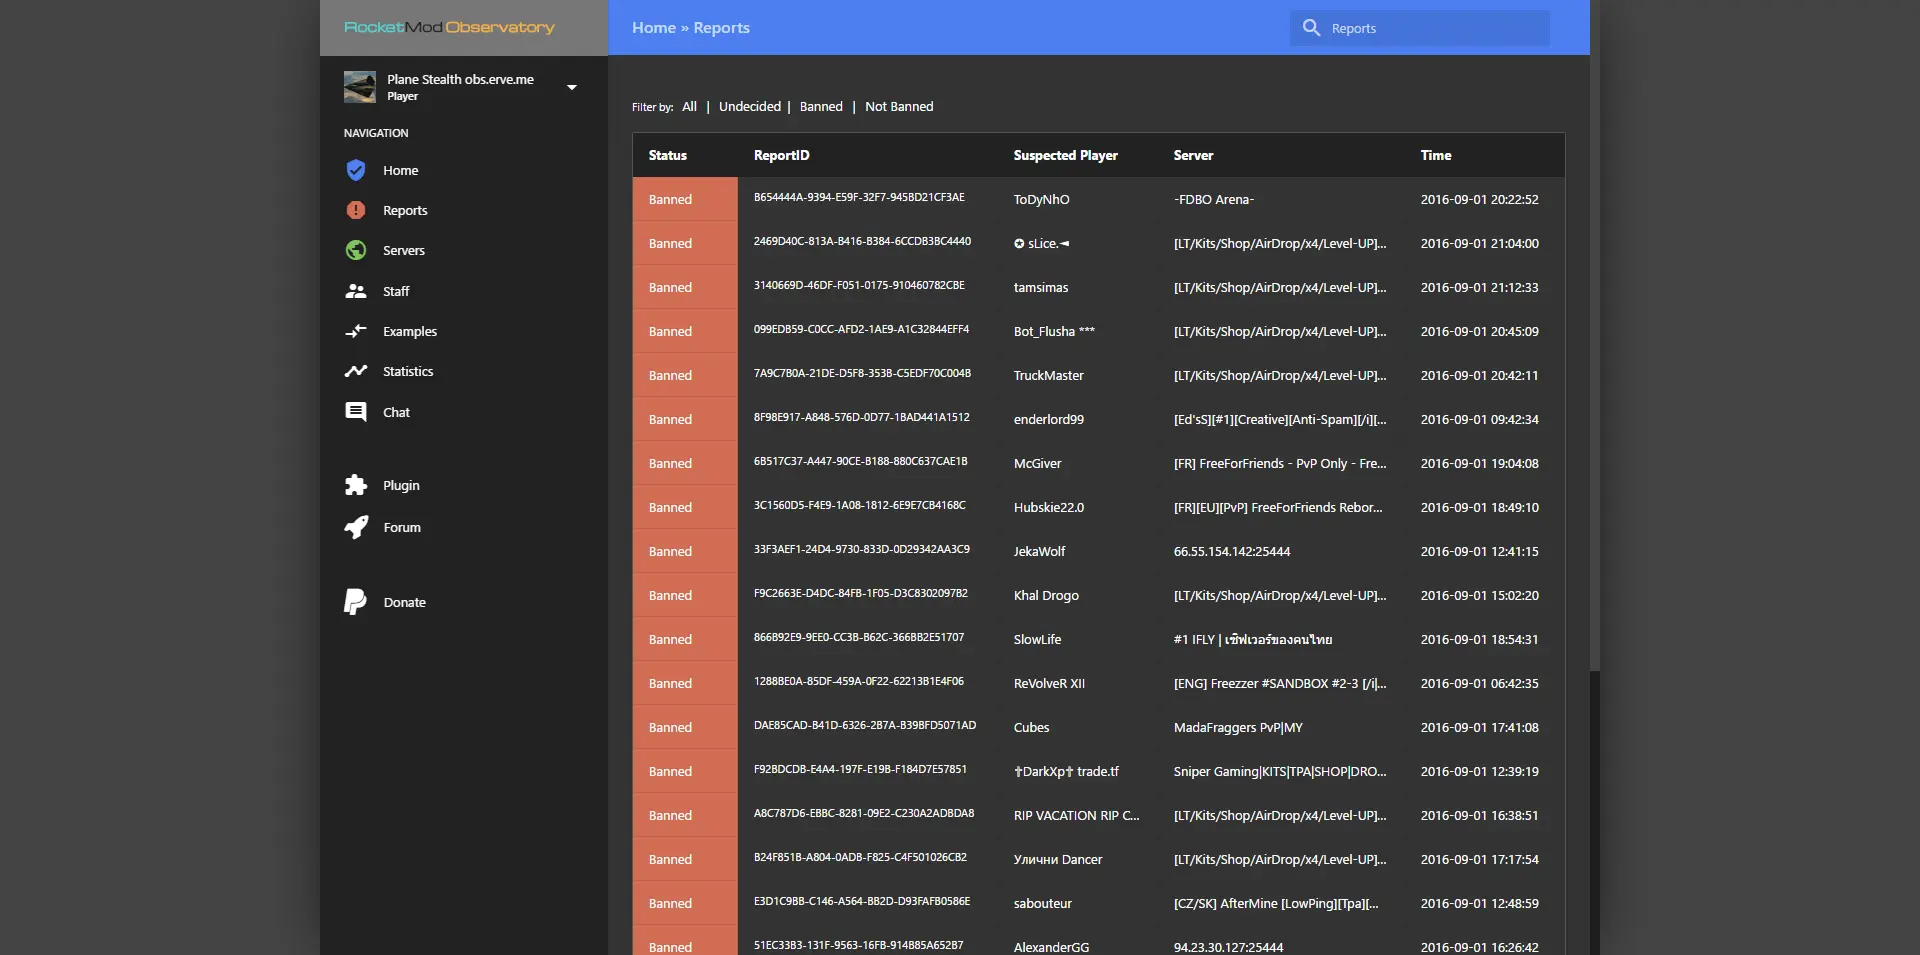 RocketMod Observatory
Home » Reports
Reports
Plane Stealth obs.erve.me
Player
NAVIGATION
Home
Reports
Servers
Staff
Examples
Statistics
Chat
Plugin
Forum
Donate
Filter by: All | Undecided | Banned | Not Banned
Status ReportID Suspected Player Server Time
Banned B654444A-9394-E59F-32F7-945BD21CF3AE ToDyNhO -FDBO Arena- 2016-09-01 20:22:52
Banned 2469D40C-813A-B416-B384-6CCDB3BC4440 ✪ sLice.◄ [LT/Kits/Shop/AirDrop/x4/Level-UP]... 2016-09-01 21:04:00
Banned 3140669D-46DF-F051-0175-910460782CBE tamsimas [LT/Kits/Shop/AirDrop/x4/Level-UP]... 2016-09-01 21:12:33
Banned 099EDB59-C0CC-AFD2-1AE9-A1C32844EFF4 Bot_Flusha *** [LT/Kits/Shop/AirDrop/x4/Level-UP]... 2016-09-01 20:45:09
Banned 7A9C7B0A-21DE-D5F8-353B-C5EDF70C004B TruckMaster [LT/Kits/Shop/AirDrop/x4/Level-UP]... 2016-09-01 20:42:11
Banned 8F98E917-A848-576D-0D77-1BAD441A1512 enderlord99 [Ed'sS][#1][Creative][Anti-Spam][/i][... 2016-09-01 09:42:34
Banned 6B517C37-A447-90CE-B188-880C637CAE1B McGiver [FR] FreeForFriends - PvP Only - Fre... 2016-09-01 19:04:08
Banned 3C1560D5-F4E9-1A08-1812-6E9E7CB4168C Hubskie22.0 [FR][EU][PvP] FreeForFriends Rebor... 2016-09-01 18:49:10
Banned 33F3AEF1-24D4-9730-833D-0D29342AA3C9 JekaWolf 66.55.154.142:25444 2016-09-01 12:41:15
Banned F9C2663E-D4DC-84FB-1F05-D3C8302097B2 Khal Drogo [LT/Kits/Shop/AirDrop/x4/Level-UP]... 2016-09-01 15:02:20
Banned 866B92E9-9EE0-CC3B-B62C-366BB2E51707 SlowLife #1 IFLY | เซิฟเวอร์ของคนไทย 2016-09-01 18:54:31
Banned 1288BE0A-85DF-459A-0F22-62213B1E4F06 ReVolveR XII [ENG] Freezzer #SANDBOX #2-3 [/i|... 2016-09-01 06:42:35
Banned DAE85CAD-B41D-6326-2B7A-B39BFD5071AD Cubes MadaFraggers PvP|MY 2016-09-01 17:41:08
Banned F92BDCDB-E4A4-197F-E19B-F184D7E57851 ✝DarkXp✝ trade.tf Sniper Gaming|KITS|TPA|SHOP|DRO... 2016-09-01 12:39:19
Banned A8C787D6-EBBC-8281-09E2-C230A2ADBDA8 RIP VACATION RIP C... [LT/Kits/Shop/AirDrop/x4/Level-UP]... 2016-09-01 16:38:51
Banned B24F851B-A804-0ADB-F825-C4F501026CB2 Улични Dancer [LT/Kits/Shop/AirDrop/x4/Level-UP]... 2016-09-01 17:17:54
Banned E3D1C9BB-C146-A564-BB2D-D93FAFB0586E sabouteur [CZ/SK] AfterMine [LowPing][Tpa][... 2016-09-01 12:48:59
Banned 51EC33B3-131F-9563-16FB-914B85A652B7 AlexanderGG 94.23.30.127:25444 2016-09-01 16:26:42